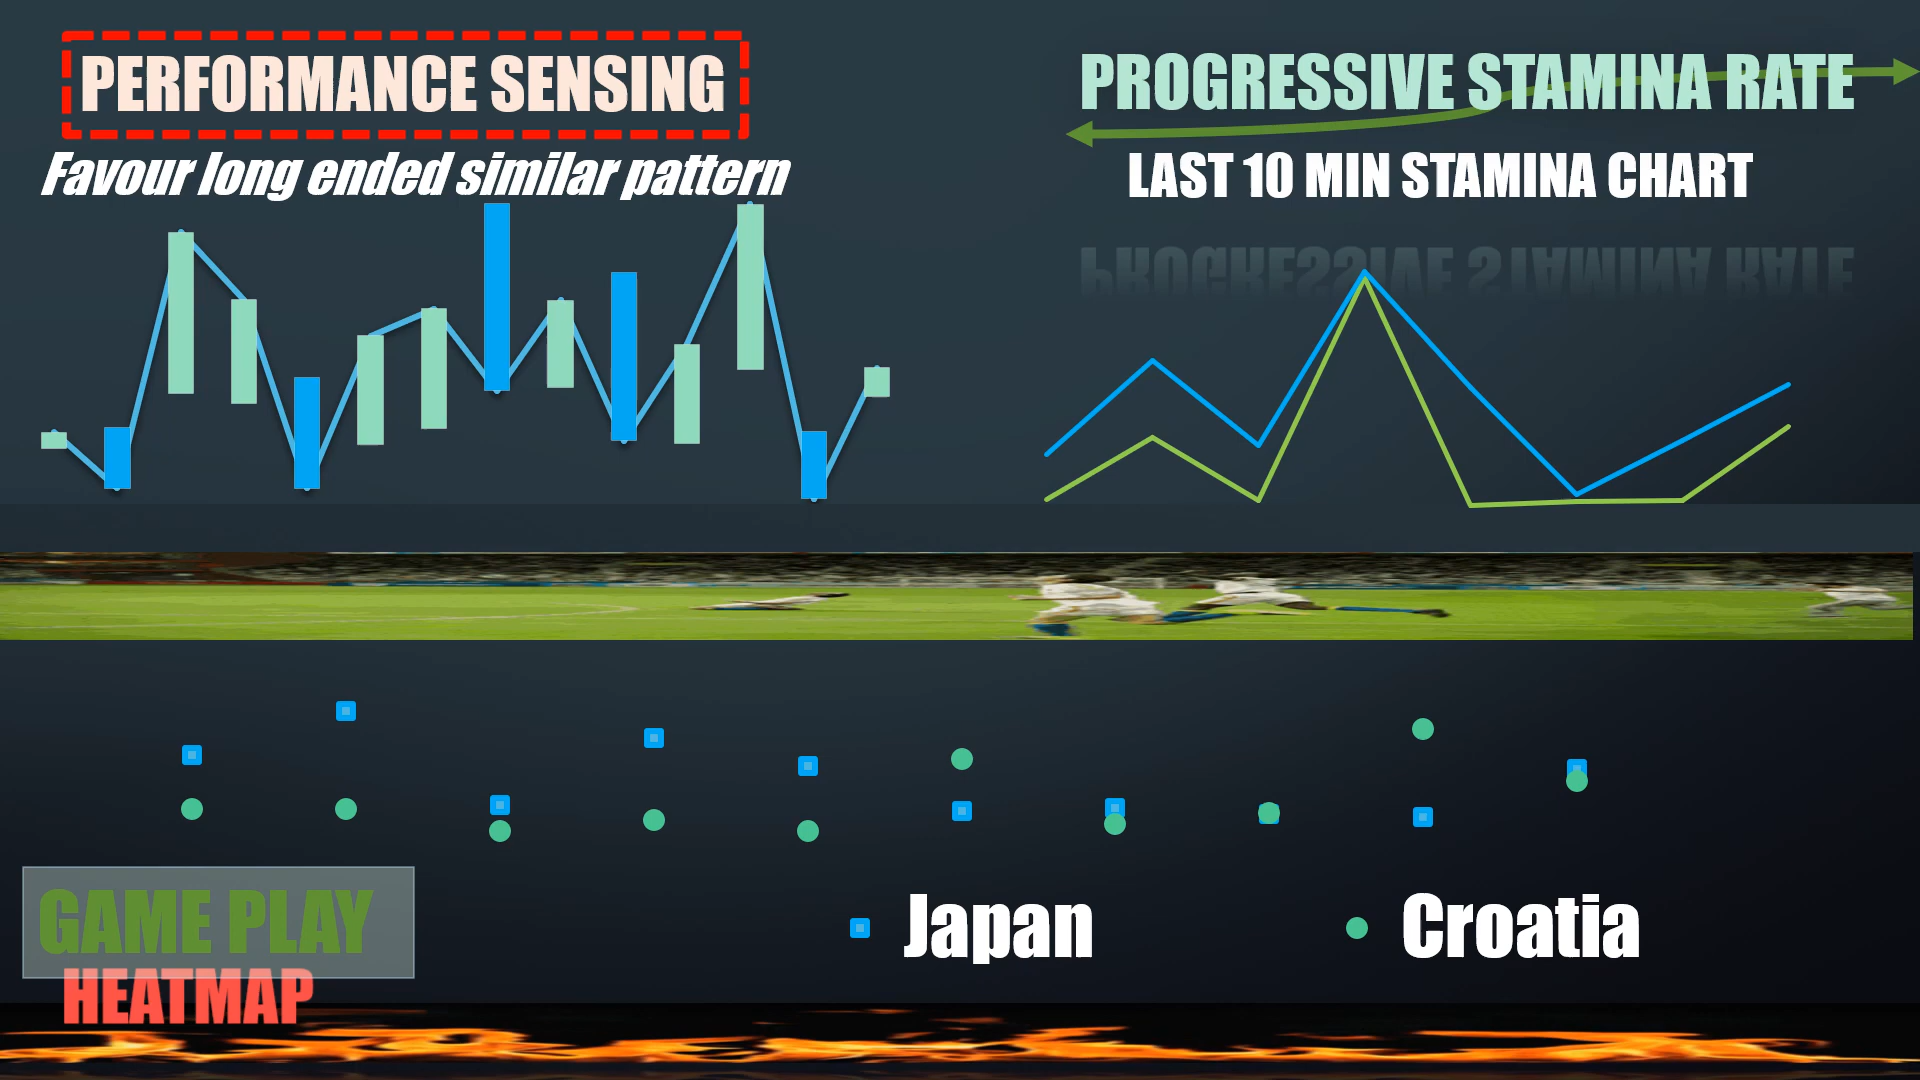 PERFORMANCE SENSING
Favour long ended similar pattern
PROGRESSIVE STAMINA RATE
LAST 10 MIN STAMINA CHART
PROGRESSIVE STAMINA RATE
Japan
Croatia
GAME PLAY
HEATMAP